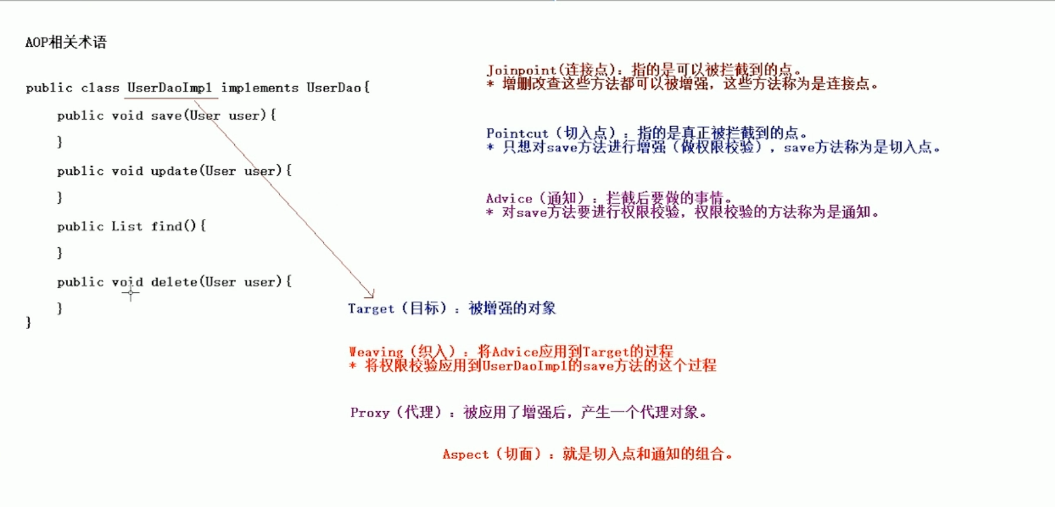 AOP相关术语
public class UserDaoImpl implements UserDao{
public void save(User user){
}
public void update(User user){
}
public List find(){
}
public void delete(User user){
}
}
Joinpoint(连接点)：指的是可以被拦截到的点。
* 增删改查这些方法都可以被增强，这些方法称为是连接点。
Pointcut（切入点）：指的是真正被拦截到的点。
* 只想对save方法进行增强（做权限校验），save方法称为是切入点。
Advice（通知）：拦截后要做的事情。
* 对save方法要进行权限校验，权限校验的方法称为是通知。
Target（目标）：被增强的对象
Weaving（织入）：将Advice应用到Target的过程
* 将权限校验应用到UserDaoImpl的save方法的这个过程
Proxy（代理）：被应用了增强后，产生一个代理对象。
Aspect（切面）：就是切入点和通知的组合。